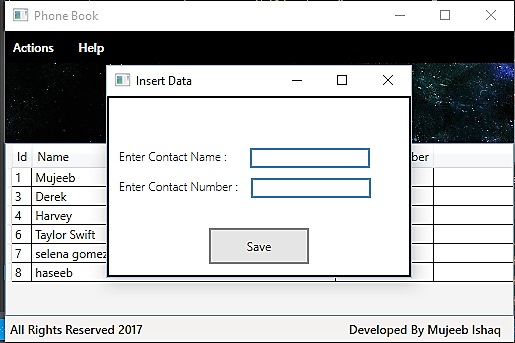 Phone Book
Actions Help
Insert Data
Id Name ber
Enter Contact Name :
1 Mujeeb
Enter Contact Number :
3 Derek
4 Harvey
6 Taylor Swift
Save
7 selena gomez
8 haseeb
All Rights Reserved 2017 Developed By Mujeeb Ishaq